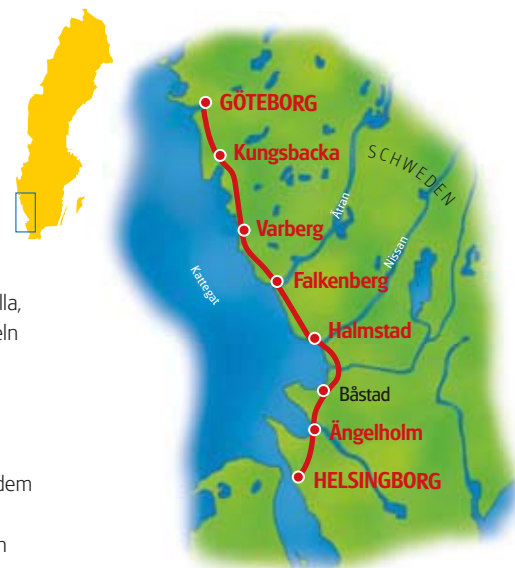 GÖTEBORG
Kungsbacka
SCHWEDEN
Ätran
Varberg
Nissan
Kattegat
Falkenberg
lla,
eln
Halmstad
Båstad
Ängelholm
HELSINGBORG
dem
n